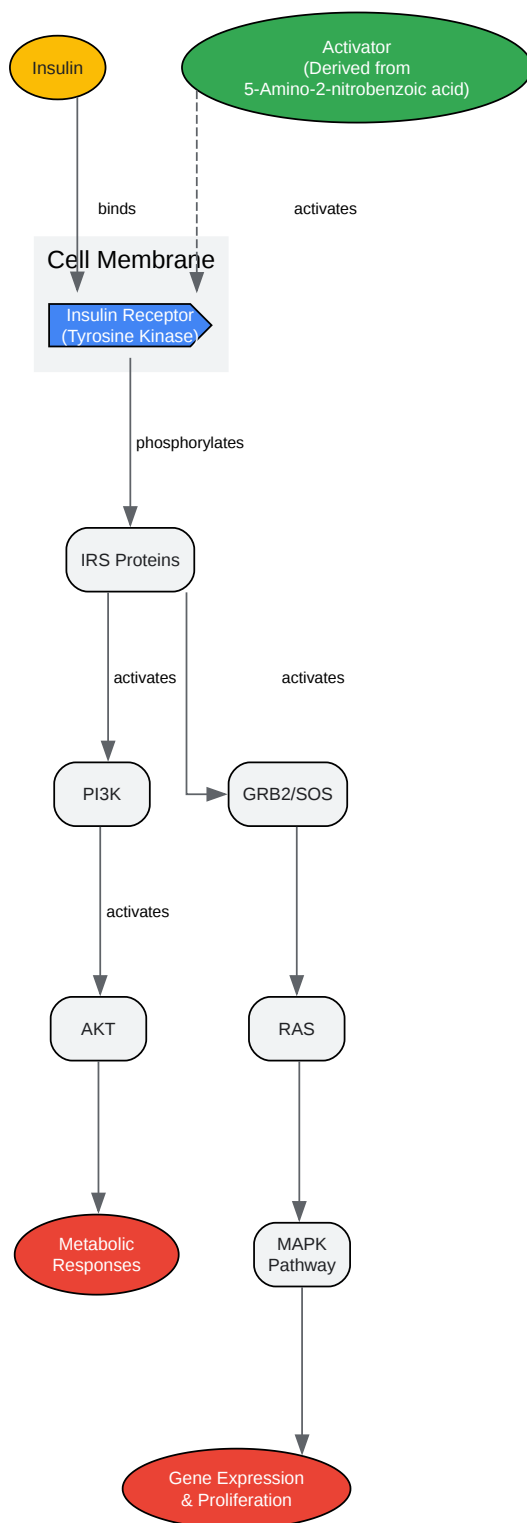 Insulin
Activator
(Derived from
5-Amino-2-nitrobenzoic acid)
binds
activates
Cell Membrane
Insulin Receptor
(Tyrosine Kinase)
phosphorylates
IRS Proteins
activates
activates
PI3K
GRB2/SOS
activates
AKT
RAS
Metabolic
Responses
MAPK
Pathway
Gene Expression
& Proliferation